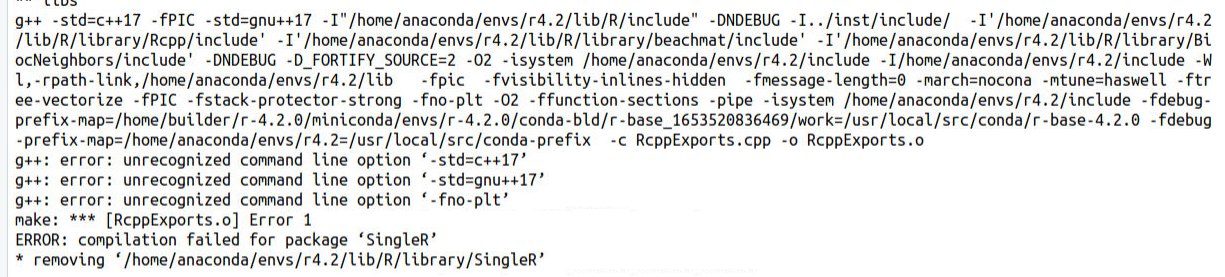 ** libs
g++ -std=c++17 -fPIC -std=gnu++17 -I"/home/anaconda/envs/r4.2/lib/R/include" -DNDEBUG -I../inst/include/  -I'/home/anaconda/envs/r4.2
/lib/R/library/Rcpp/include' -I'/home/anaconda/envs/r4.2/lib/R/library/beachmat/include' -I'/home/anaconda/envs/r4.2/lib/R/library/Bi
ocNeighbors/include' -DNDEBUG -D_FORTIFY_SOURCE=2 -O2 -isystem /home/anaconda/envs/r4.2/include -I/home/anaconda/envs/r4.2/include -W
l,-rpath-link,/home/anaconda/envs/r4.2/lib   -fpic  -fvisibility-inlines-hidden  -fmessage-length=0 -march=nocona -mtune=haswell -ftr
ee-vectorize -fPIC -fstack-protector-strong -fno-plt -O2 -ffunction-sections -pipe -isystem /home/anaconda/envs/r4.2/include -fdebug-
prefix-map=/home/builder/r-4.2.0/miniconda/envs/r-4.2.0/conda-bld/r-base_1653520836469/work=/usr/local/src/conda/r-base-4.2.0 -fdebug
-prefix-map=/home/anaconda/envs/r4.2=/usr/local/src/conda-prefix  -c RcppExports.cpp -o RcppExports.o
g++: error: unrecognized command line option ‘-std=c++17’
g++: error: unrecognized command line option ‘-std=gnu++17’
g++: error: unrecognized command line option ‘-fno-plt’
make: *** [RcppExports.o] Error 1
ERROR: compilation failed for package ‘SingleR’
* removing ‘/home/anaconda/envs/r4.2/lib/R/library/SingleR’